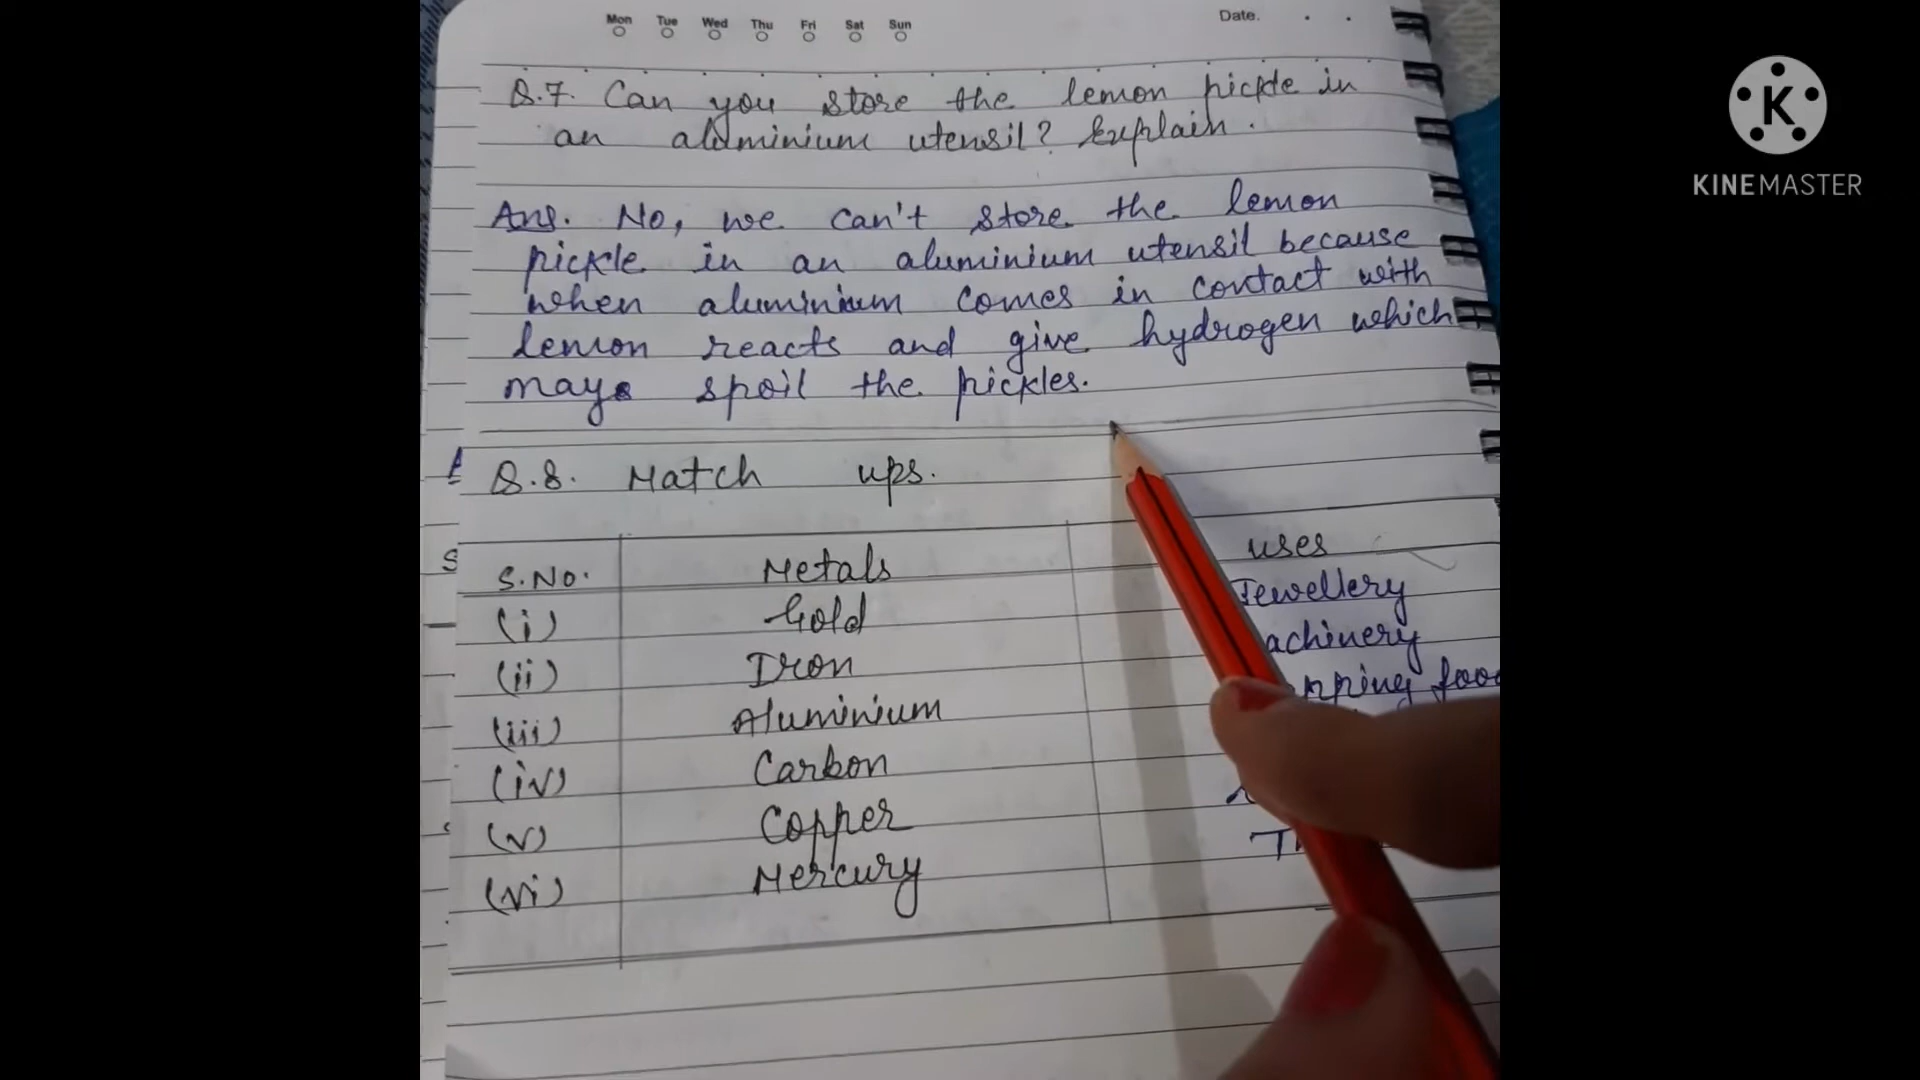 Mon Tue Wed Thu Fri Sat Sun Date.
Q.7. Can you store the lemon pickle in
an aluminium utensil? Explain.
Ans. No, we can't store the lemon
pickle in an aluminium utensil because
when aluminium comes in contact with
lemon reacts and give hydrogen which
may spoil the pickles.
Q.8. Match ups.
S.No. Metals uses
(i) Gold Jewellery
(ii) Iron achinery
(iii) Aluminium pping foo
(iv) Carbon
(v) Copper
(vi) Mercury
K
KINEMASTER